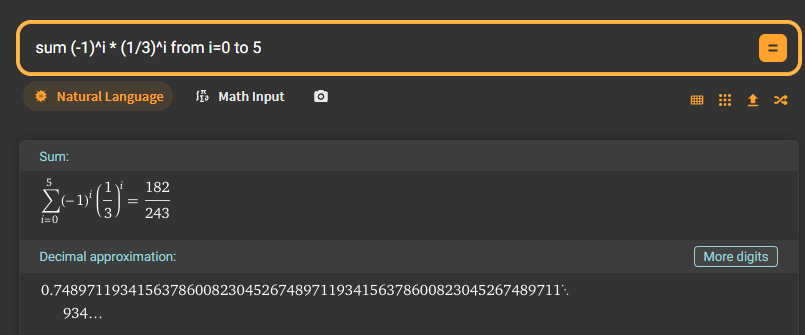 sum (-1)^i * (1/3)^i from i=0 to 5
=
Natural Language
Math Input
Sum:
5
∑ (−1)^i (1/3)^i = 182/243
i=0
Decimal approximation:
More digits
0.7489711934156378600823045267489711934156378600823045267489711⋱
934...